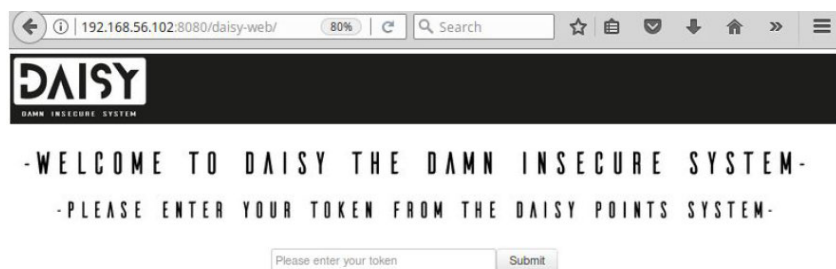 192.168.56.102:8080/daisy-web/ 80% Search
DAISY
DAMN INSECURE SYSTEM
-WELCOME TO DAISY THE DAMN INSECURE SYSTEM-
-PLEASE ENTER YOUR TOKEN FROM THE DAISY POINTS SYSTEM-
Please enter your token Submit